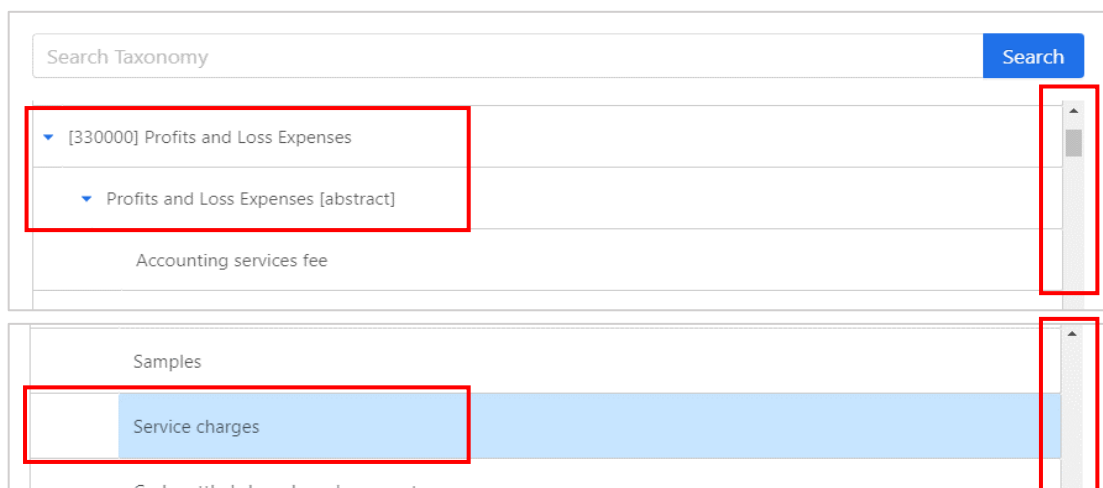 Search Taxonomy
Search
[330000] Profits and Loss Expenses
Profits and Loss Expenses [abstract]
Accounting services fee
Samples
Service charges